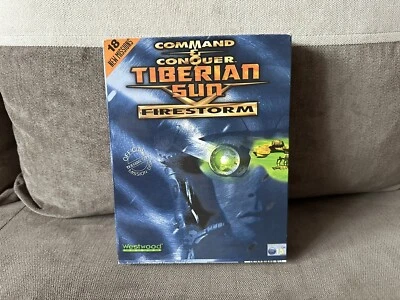 18
NEW MISSIONS
COMMAND
&
CONQUER
TIBERIAN
SUN
FIRESTORM
Westwood